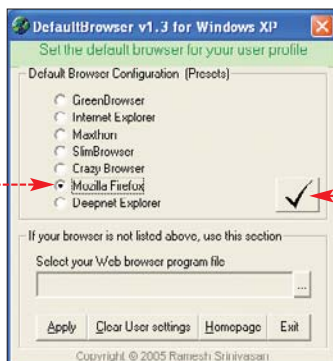 DefaultBrowser v1.3 for Windows XP
Set the default browser for your user profile
Default Browser Configuration (Presets)
GreenBrowser
Internet Explorer
Maxthon
SlimBrowser
Crazy Browser
Mozilla Firefox
Deepnet Explorer
If your browser is not listed above, use this section
Select your Web browser program file
...
Apply Clear User settings Homepage Exit
Copyright © 2005 Ramesh Srinivasan